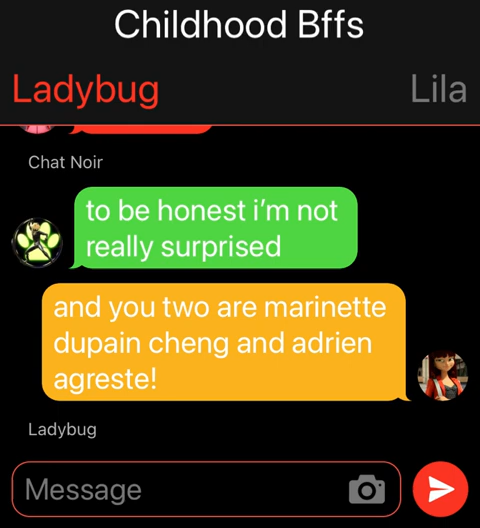 Childhood Bffs
Ladybug
Lila
Chat Noir
to be honest i'm not
really surprised
and you two are marinette
dupain cheng and adrien
agreste!
Ladybug
Message